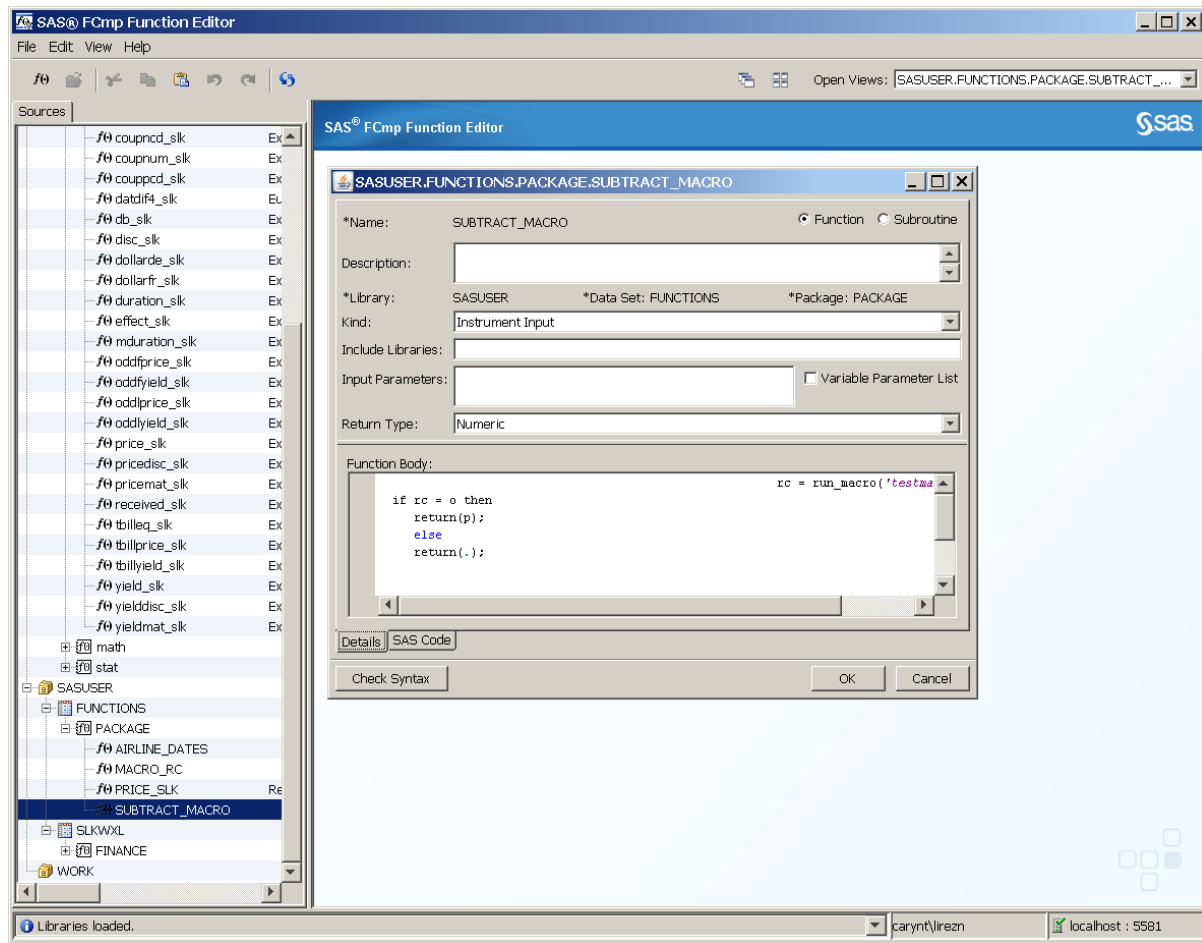 SAS® FCmp Function Editor
File Edit View Help
Open Views: SASUSER.FUNCTIONS.PACKAGE.SUBTRACT_...
Sources
f() coupncd_slk Ex
f() coupnum_slk Ex
f() couppcd_slk Ex
f() datdif4_slk Eu
f() db_slk Ex
f() disc_slk Ex
f() dollarde_slk Ex
f() dollarfr_slk Ex
f() duration_slk Ex
f() effect_slk Ex
f() mduration_slk Ex
f() oddfprice_slk Ex
f() oddfyield_slk Ex
f() oddlprice_slk Ex
f() oddlyield_slk Ex
f() price_slk Ex
f() pricedisc_slk Ex
f() pricemat_slk Ex
f() received_slk Ex
f() tbilleq_slk Ex
f() tbillprice_slk Ex
f() tbillyield_slk Ex
f() yield_slk Ex
f() yielddisc_slk Ex
f() yieldmat_slk Ex
math
stat
SASUSER
FUNCTIONS
PACKAGE
f() AIRLINE_DATES
f() MACRO_RC
f() PRICE_SLK Re
f() SUBTRACT_MACRO
SLKWXL
FINANCE
WORK
SAS® FCmp Function Editor
sas
SASUSER.FUNCTIONS.PACKAGE.SUBTRACT_MACRO
*Name: SUBTRACT_MACRO Function Subroutine
Description:
*Library: SASUSER *Data Set: FUNCTIONS *Package: PACKAGE
Kind: Instrument Input
Include Libraries:
Input Parameters: Variable Parameter List
Return Type: Numeric
Function Body:
rc = run_macro('testma
if rc = o then
return(p);
else
return(.);
Details SAS Code
Check Syntax OK Cancel
Libraries loaded. carynt\lirezn localhost : 5581